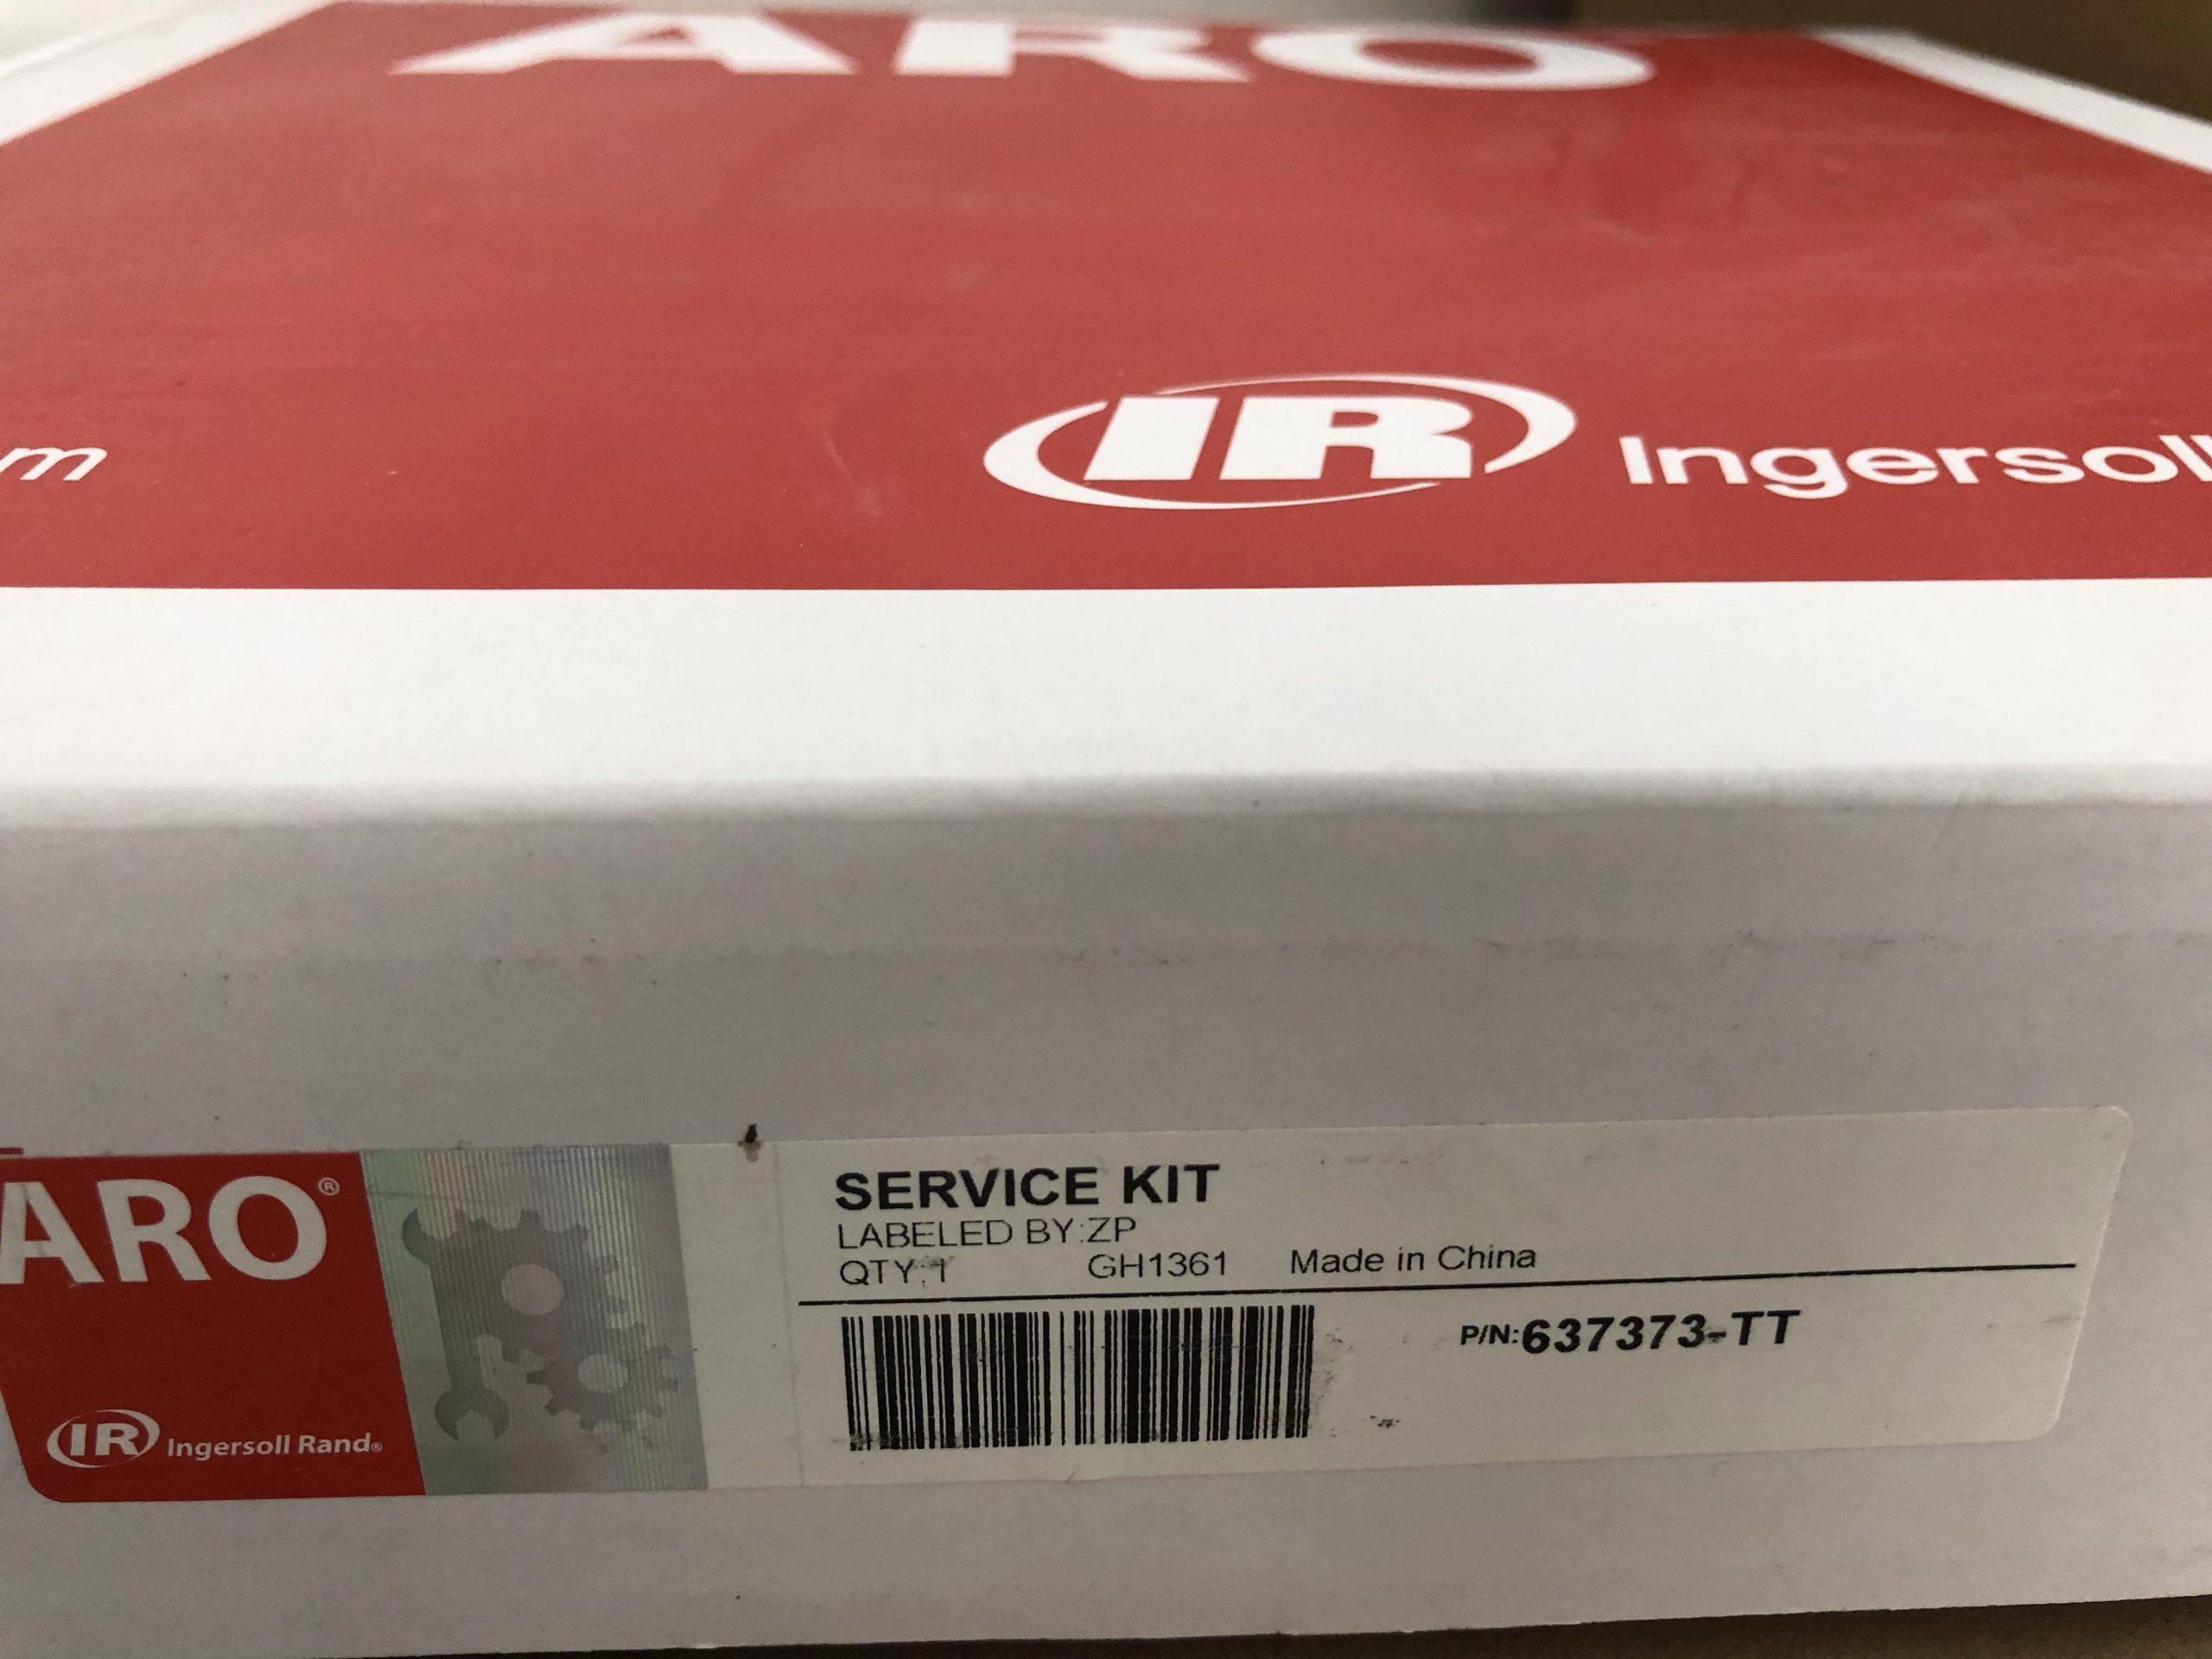 ARO
m
IR Ingersoll
ARO®
IR Ingersoll Rand®
SERVICE KIT
LABELED BY:ZP
QTY:1 GH1361 Made in China
P/N:637373-TT